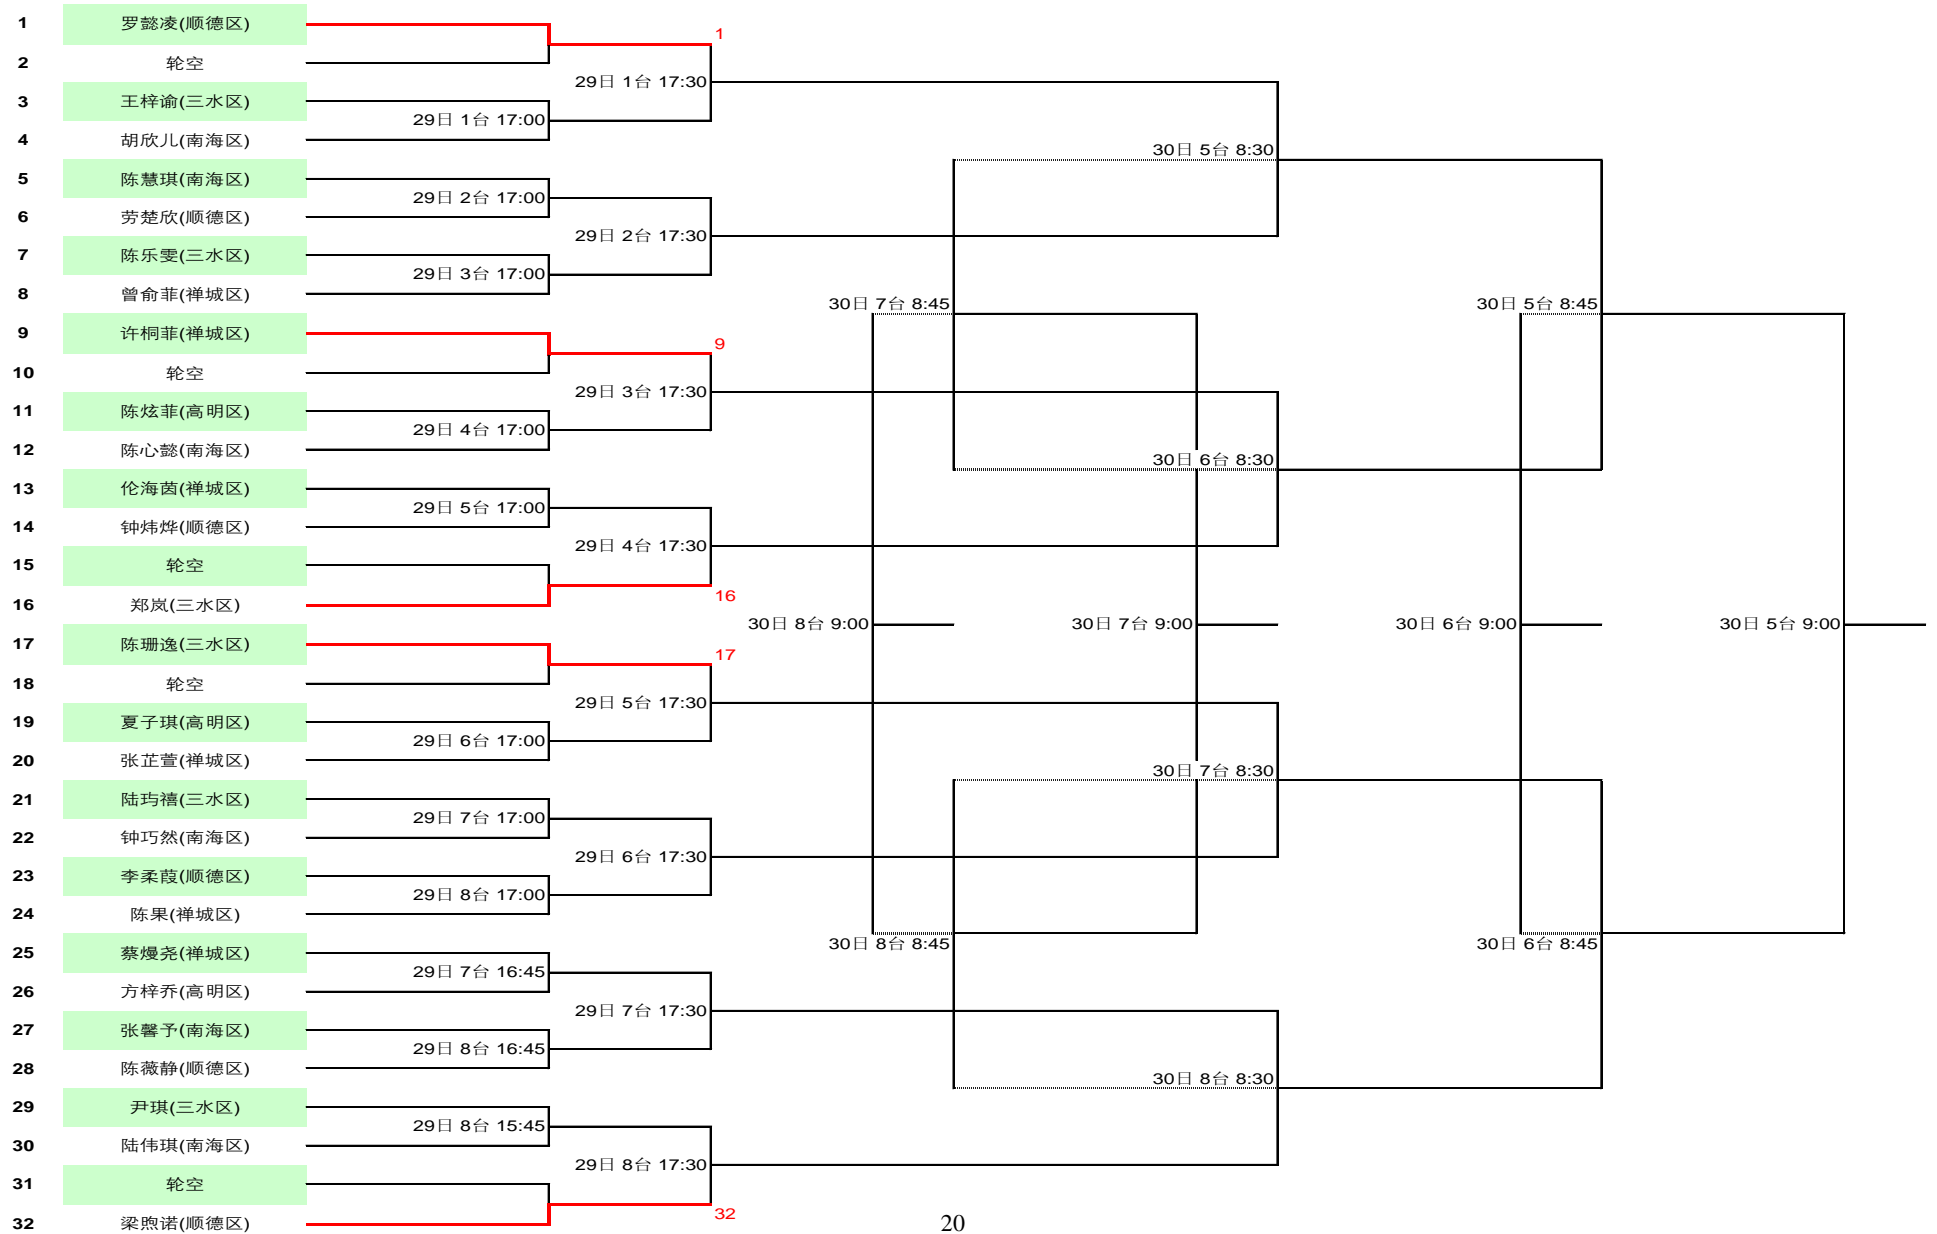 1 罗懿凌(顺德区)
1
2 轮空
29日 1台 17:30
3 王梓谕(三水区)
29日 1台 17:00
4 胡欣儿(南海区)
30日 5台 8:30
5 陈慧琪(南海区)
29日 2台 17:00
6 劳楚欣(顺德区)
29日 2台 17:30
7 陈乐雯(三水区)
29日 3台 17:00
8 曾俞菲(禅城区)
30日 7台 8:45
30日 5台 8:45
9 许桐菲(禅城区)
9
10 轮空
29日 3台 17:30
11 陈炫菲(高明区)
29日 4台 17:00
12 陈心懿(南海区)
30日 6台 8:30
13 伦海茵(禅城区)
29日 5台 17:00
14 钟炜烨(顺德区)
29日 4台 17:30
15 轮空
16
16 郑岚(三水区)
30日 8台 9:00
30日 7台 9:00
30日 6台 9:00
30日 5台 9:00
17 陈珊逸(三水区)
17
18 轮空
29日 5台 17:30
19 夏子琪(高明区)
29日 6台 17:00
20 张芷萱(禅城区)
30日 7台 8:30
21 陆玙禧(三水区)
29日 7台 17:00
22 钟巧然(南海区)
29日 6台 17:30
23 李柔葭(顺德区)
29日 8台 17:00
24 陈果(禅城区)
30日 8台 8:45
30日 6台 8:45
25 蔡熳尧(禅城区)
29日 7台 16:45
26 方梓乔(高明区)
29日 7台 17:30
27 张馨予(南海区)
29日 8台 16:45
28 陈薇静(顺德区)
30日 8台 8:30
29 尹琪(三水区)
29日 8台 15:45
30 陆伟琪(南海区)
29日 8台 17:30
31 轮空
32
32 梁煦诺(顺德区)
20